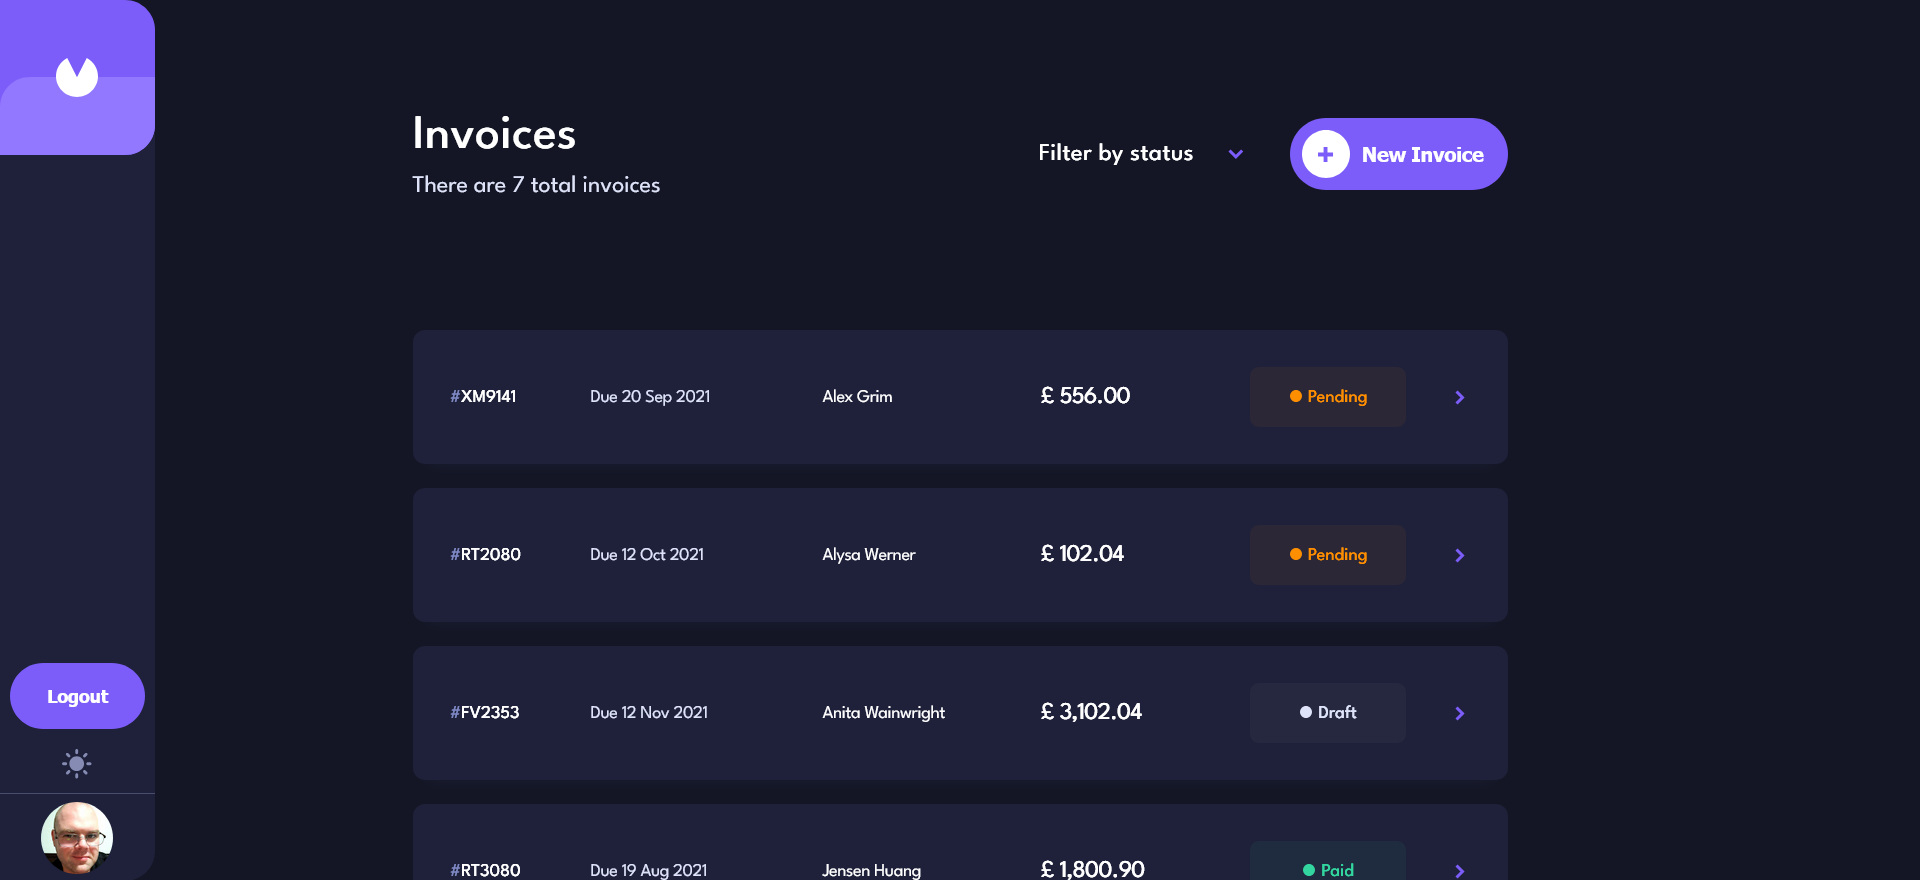 Invoices
There are 7 total invoices
Filter by status
New Invoice
#XM9141 Due 20 Sep 2021 Alex Grim £ 556.00 Pending
#RT2080 Due 12 Oct 2021 Alysa Werner £ 102.04 Pending
#FV2353 Due 12 Nov 2021 Anita Wainwright £ 3,102.04 Draft
#RT3080 Due 19 Aug 2021 Jensen Huang £ 1,800.90 Paid
Logout